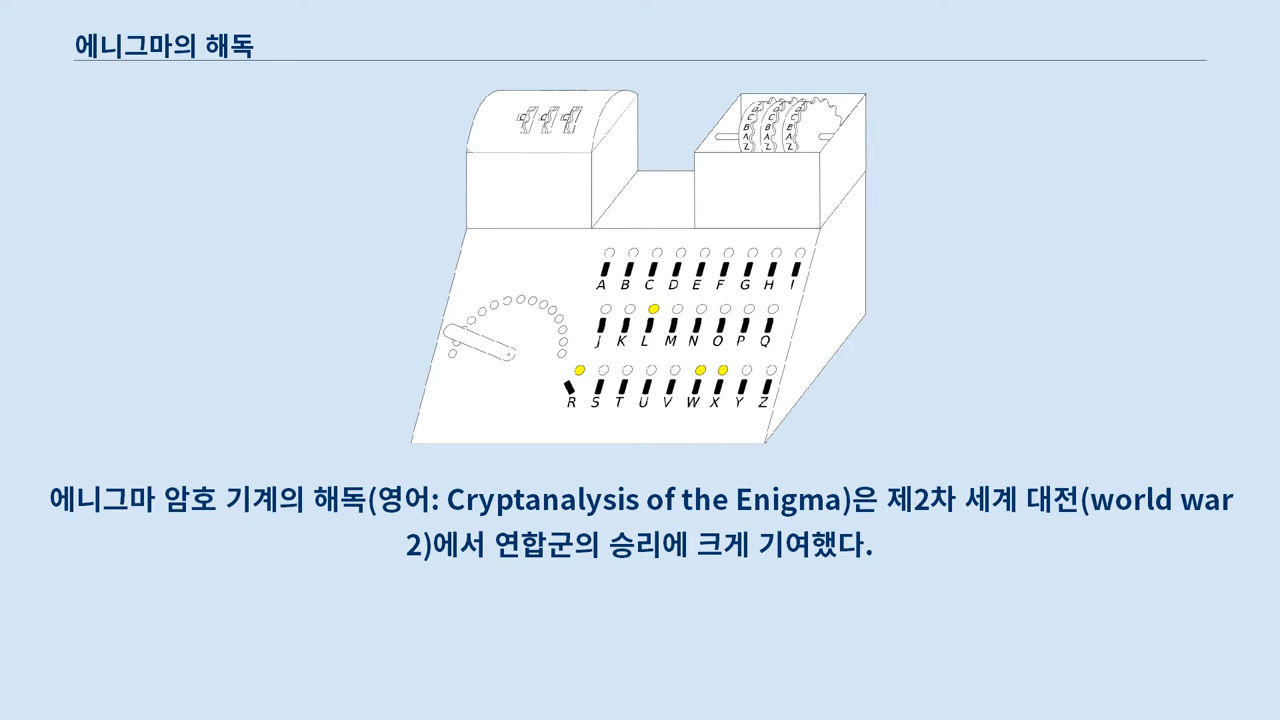 에니그마의 해독
C C C
C C C
B B B
A A A
Z Z Z
A B C D E F G H I
J K L M N O P Q
R S T U V W X Y Z
에니그마 암호 기계의 해독(영어: Cryptanalysis of the Enigma)은 제2차 세계 대전(world war
2)에서 연합군의 승리에 크게 기여했다.